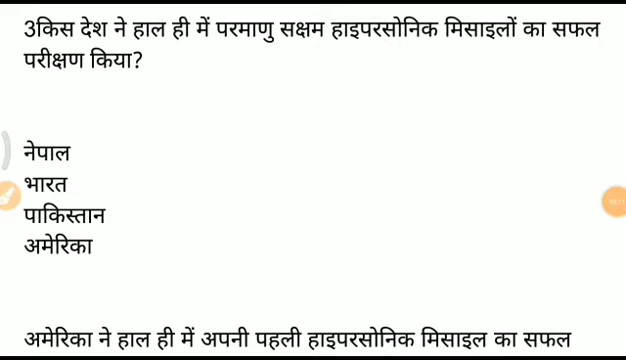 3किस देश ने हाल ही में परमाणु सक्षम हाइपरसोनिक मिसाइलों का सफल
परीक्षण किया?
नेपाल
भारत
पाकिस्तान
अमेरिका
अमेरिका ने हाल ही में अपनी पहली हाइपरसोनिक मिसाइल का सफल